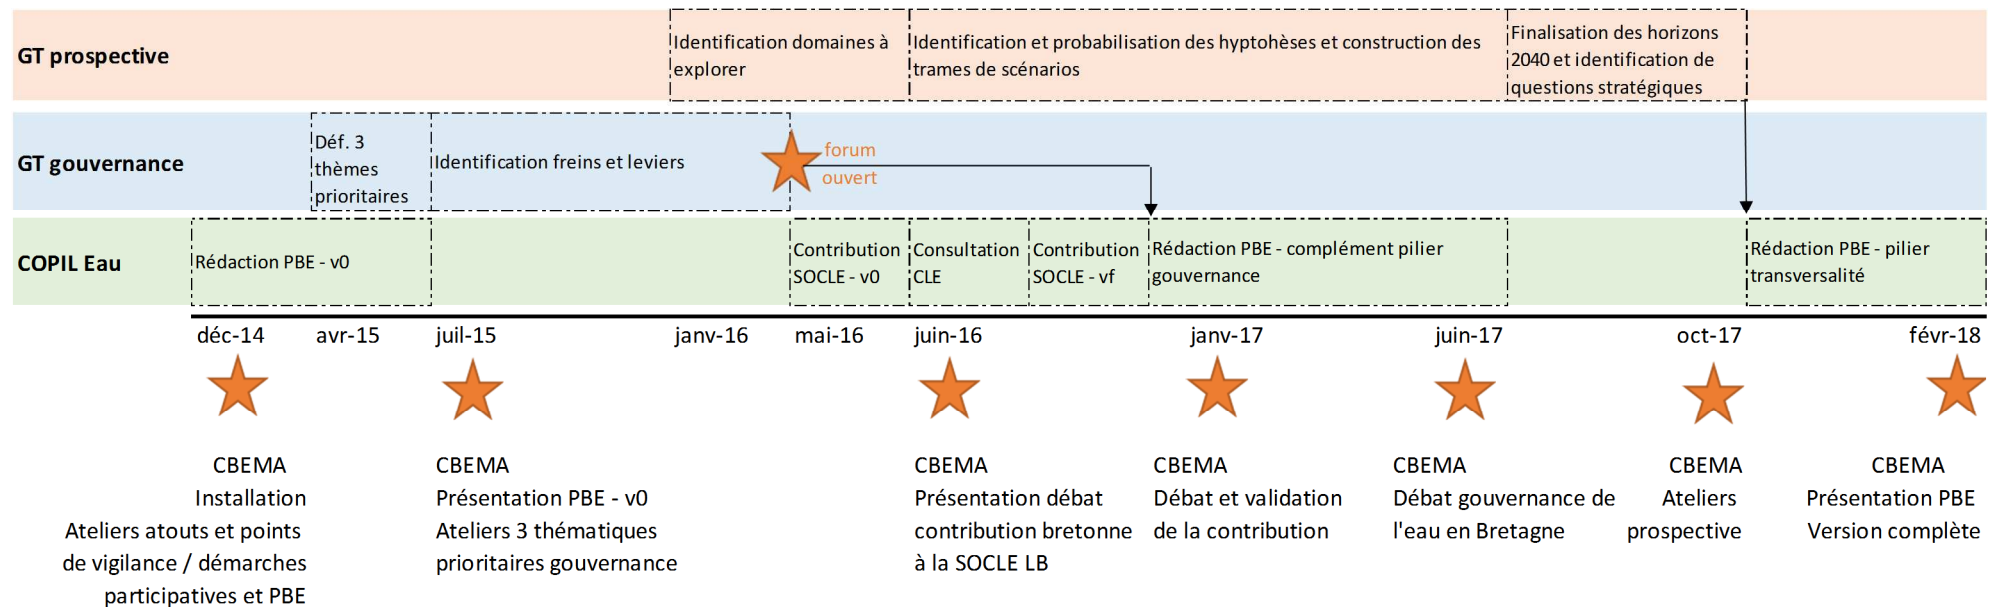 GT prospective
Identification domaines à
explorer
Identification et probabilisation des hyptohèses et construction des
trames de scénarios
Finalisation des horizons
2040 et identification de
questions stratégiques
GT gouvernance
Déf. 3
thèmes
prioritaires
Identification freins et leviers
forum
ouvert
COPIL Eau
Rédaction PBE - v0
Contribution
SOCLE - v0
Consultation
CLE
Contribution
SOCLE - vf
Rédaction PBE - complément pilier
gouvernance
Rédaction PBE - pilier
transversalité
déc-14
avr-15
juil-15
janv-16
mai-16
juin-16
janv-17
juin-17
oct-17
févr-18
CBEMA
Installation
Ateliers atouts et points
de vigilance / démarches
participatives et PBE
CBEMA
Présentation PBE - v0
Ateliers 3 thématiques
prioritaires gouvernance
CBEMA
Présentation débat
contribution bretonne
à la SOCLE LB
CBEMA
Débat et validation
de la contribution
CBEMA
Débat gouvernance de
l'eau en Bretagne
CBEMA
Ateliers
prospective
CBEMA
Présentation PBE
Version complète